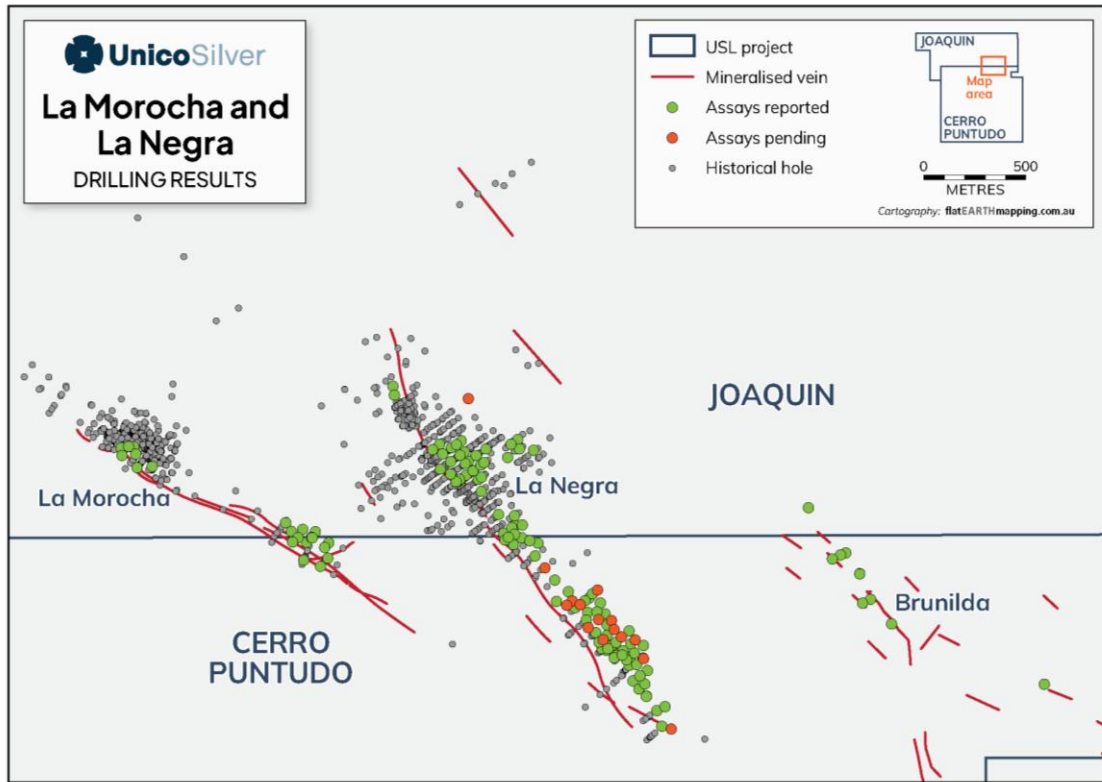 UnicoSilver
La Morocha and
La Negra
DRILLING RESULTS
USL project
Mineralised vein
Assays reported
Assays pending
Historical hole
JOAQUIN
Map
area
CERRO
PUNTUDO
0 500
METRES
Cartography: flatEARTHmapping.com.au
JOAQUIN
La Morocha
La Negra
Brunilda
CERRO
PUNTUDO